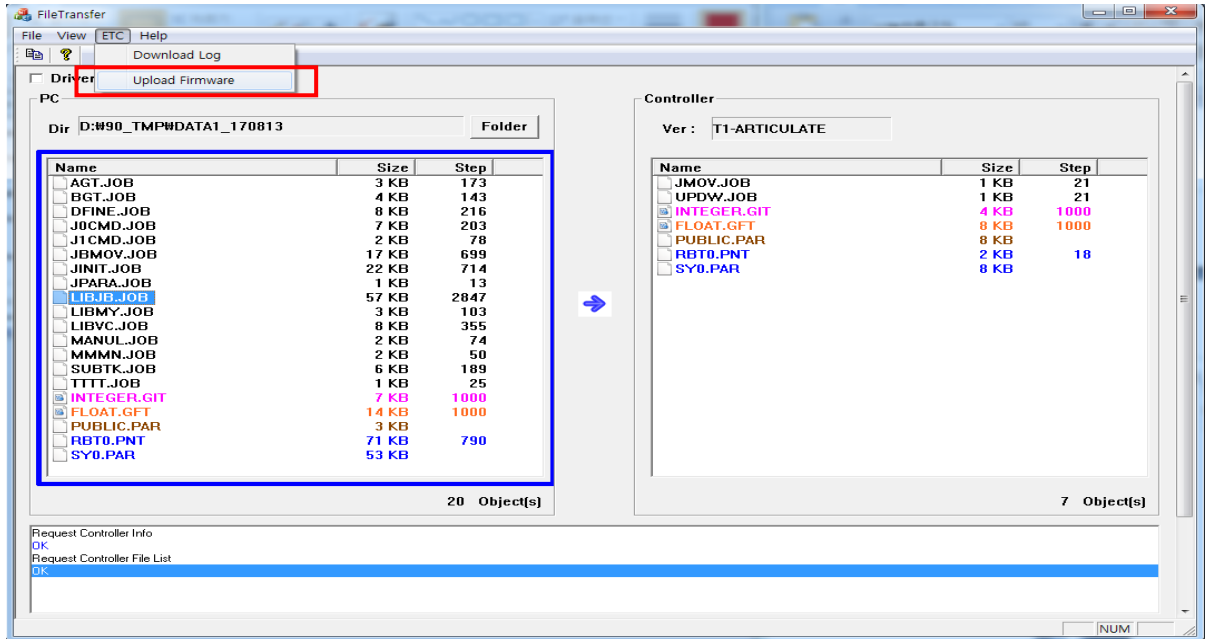 FileTransfer
File View ETC Help
Download Log
Upload Firmware
Driver
PC
Dir D:₩90_TMP₩DATA1_170813 Folder
Name Size Step
AGT.JOB 3 KB 173
BGT.JOB 4 KB 143
DFINE.JOB 8 KB 216
J0CMD.JOB 7 KB 203
J1CMD.JOB 2 KB 78
JBMOV.JOB 17 KB 699
JINIT.JOB 22 KB 714
JPARA.JOB 1 KB 13
LIBJB.JOB 57 KB 2847
LIBMY.JOB 3 KB 103
LIBVC.JOB 8 KB 355
MANUL.JOB 2 KB 74
MMMN.JOB 2 KB 50
SUBTK.JOB 6 KB 189
TTTT.JOB 1 KB 25
INTEGER.GIT 7 KB 1000
FLOAT.GFT 14 KB 1000
PUBLIC.PAR 3 KB
RBT0.PNT 71 KB 790
SY0.PAR 53 KB
20 Object(s)
Controller
Ver : T1-ARTICULATE
Name Size Step
JMOV.JOB 1 KB 21
UPDW.JOB 1 KB 21
INTEGER.GIT 4 KB 1000
FLOAT.GFT 8 KB 1000
PUBLIC.PAR 8 KB
RBT0.PNT 2 KB 18
SY0.PAR 8 KB
7 Object(s)
Request Controller Info
OK
Request Controller File List
OK
NUM